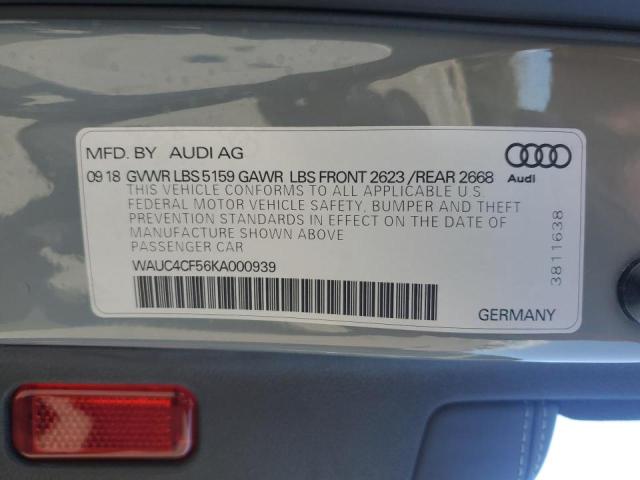 MFD. BY AUDI AG
09 18 GVWR LBS 5159 GAWR LBS FRONT 2623 /REAR 2668
THIS VEHICLE CONFORMS TO ALL APPLICABLE U.S.
FEDERAL MOTOR VEHICLE SAFETY, BUMPER AND THEFT
PREVENTION STANDARDS IN EFFECT ON THE DATE OF
MANUFACTURE SHOWN ABOVE
PASSENGER CAR
WAUC4CF56KA000939
Audi
3811638
GERMANY